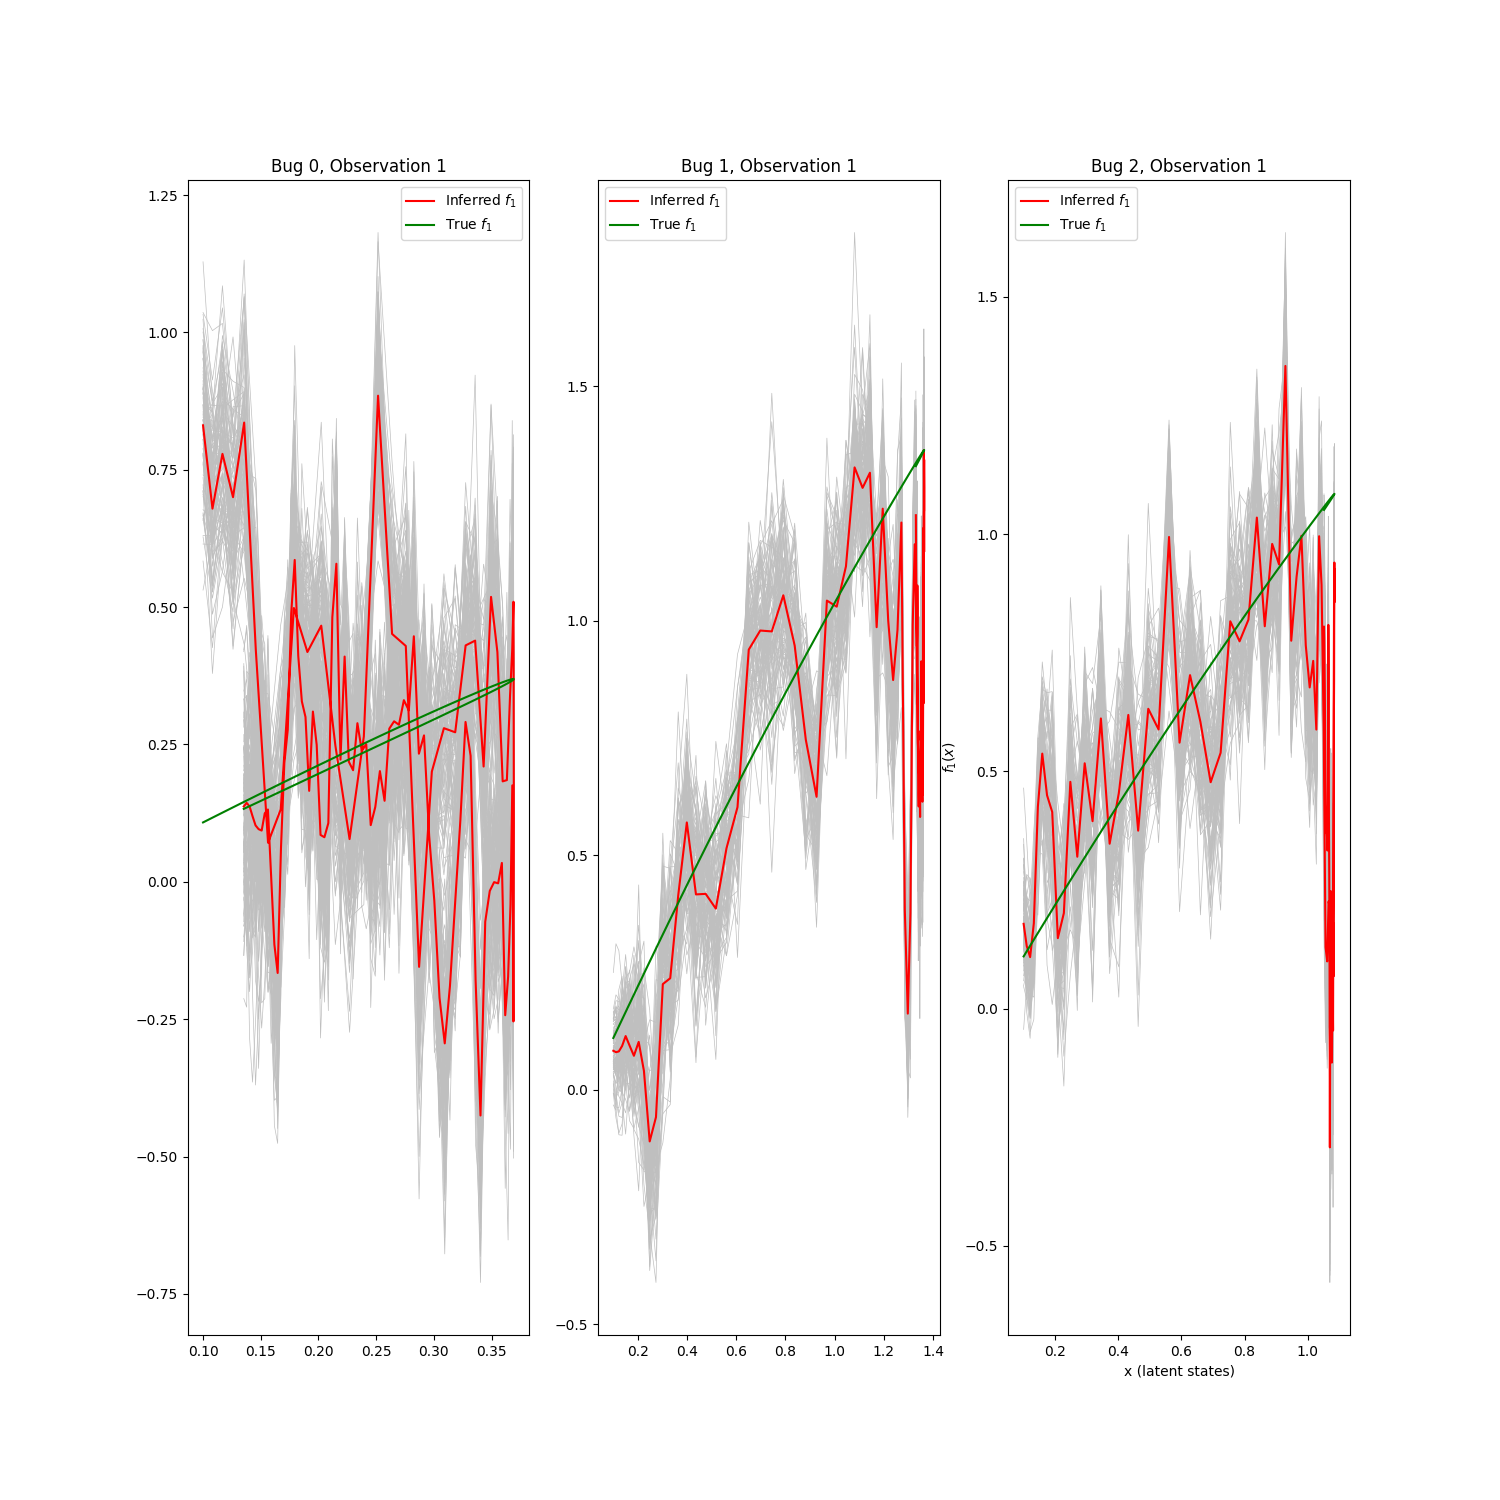 Bug 0, Observation 1
Inferred f₁
True f₁
1.25
1.00
0.75
0.50
0.25
0.00
−0.25
−0.50
−0.75
0.10 0.15 0.20 0.25 0.30 0.35
Bug 1, Observation 1
Inferred f₁
True f₁
1.5
1.0
0.5
0.0
−0.5
0.2 0.4 0.6 0.8 1.0 1.2 1.4
Bug 2, Observation 1
Inferred f₁
True f₁
f₁(x)
1.5
1.0
0.5
0.0
−0.5
0.2 0.4 0.6 0.8 1.0
x (latent states)